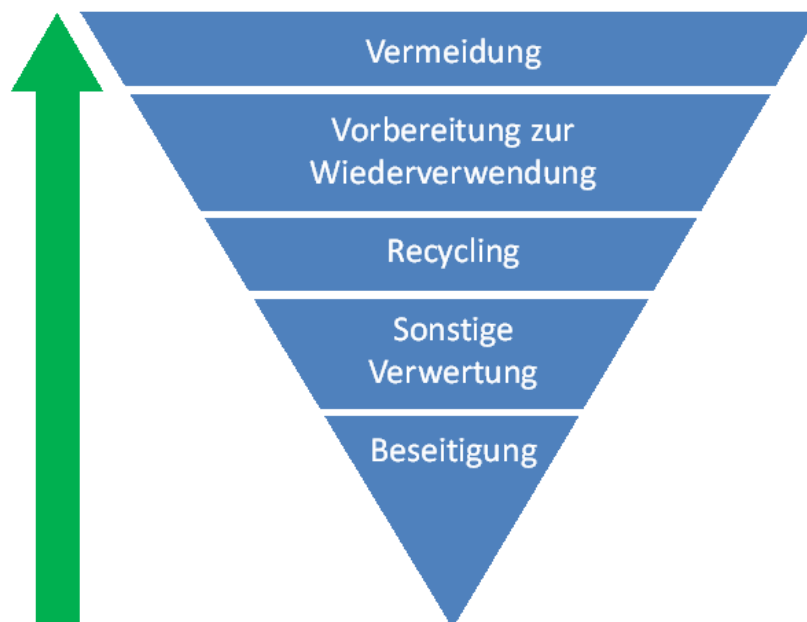 Vermeidung
Vorbereitung zur
Wiederverwendung
Recycling
Sonstige
Verwertung
Beseitigung